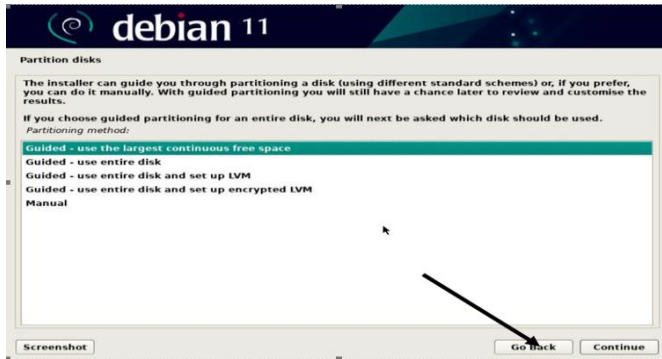 debian 11
Partition disks
The installer can guide you through partitioning a disk (using different standard schemes) or, if you prefer,
you can do it manually. With guided partitioning you will still have a chance later to review and customise the
results.
If you choose guided partitioning for an entire disk, you will next be asked which disk should be used.
Partitioning method:
Guided - use the largest continuous free space
Guided - use entire disk
Guided - use entire disk and set up LVM
Guided - use entire disk and set up encrypted LVM
Manual
Screenshot
Go Back
Continue